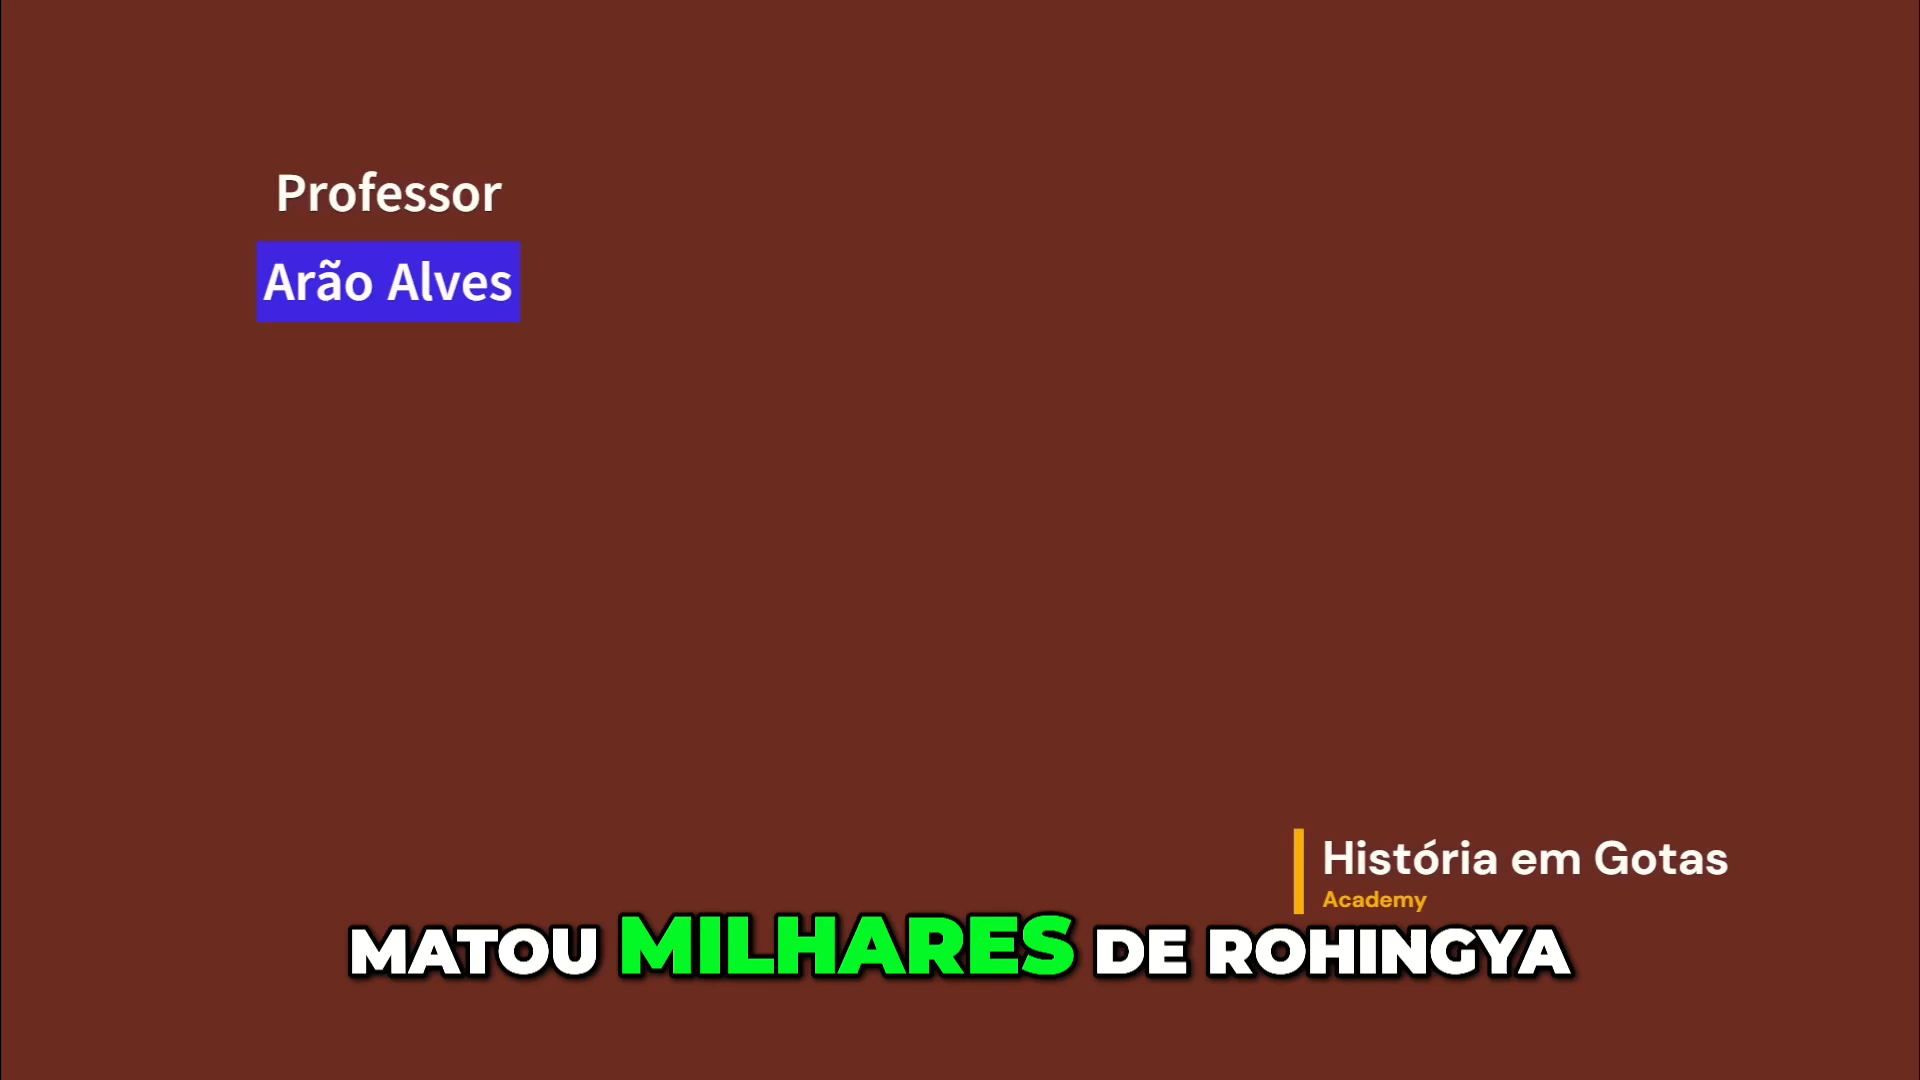 Professor
Arão Alves
História em Gotas
Academy
MATOU MILHARES DE ROHINGYA